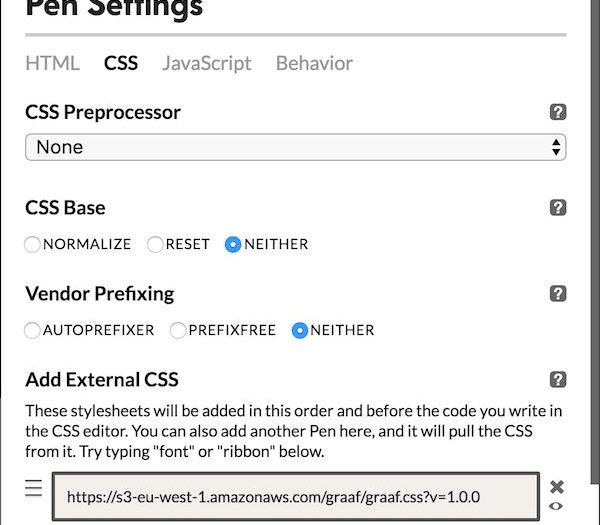 Pen Settings
HTML CSS JavaScript Behavior
CSS Preprocessor ?
None
CSS Base ?
NORMALIZE RESET NEITHER
Vendor Prefixing ?
AUTOPREFIXER PREFIXFREE NEITHER
Add External CSS ?
These stylesheets will be added in this order and before the code you write in
the CSS editor. You can also add another Pen here, and it will pull the CSS
from it. Try typing "font" or "ribbon" below.
https://s3-eu-west-1.amazonaws.com/graaf/graaf.css?v=1.0.0